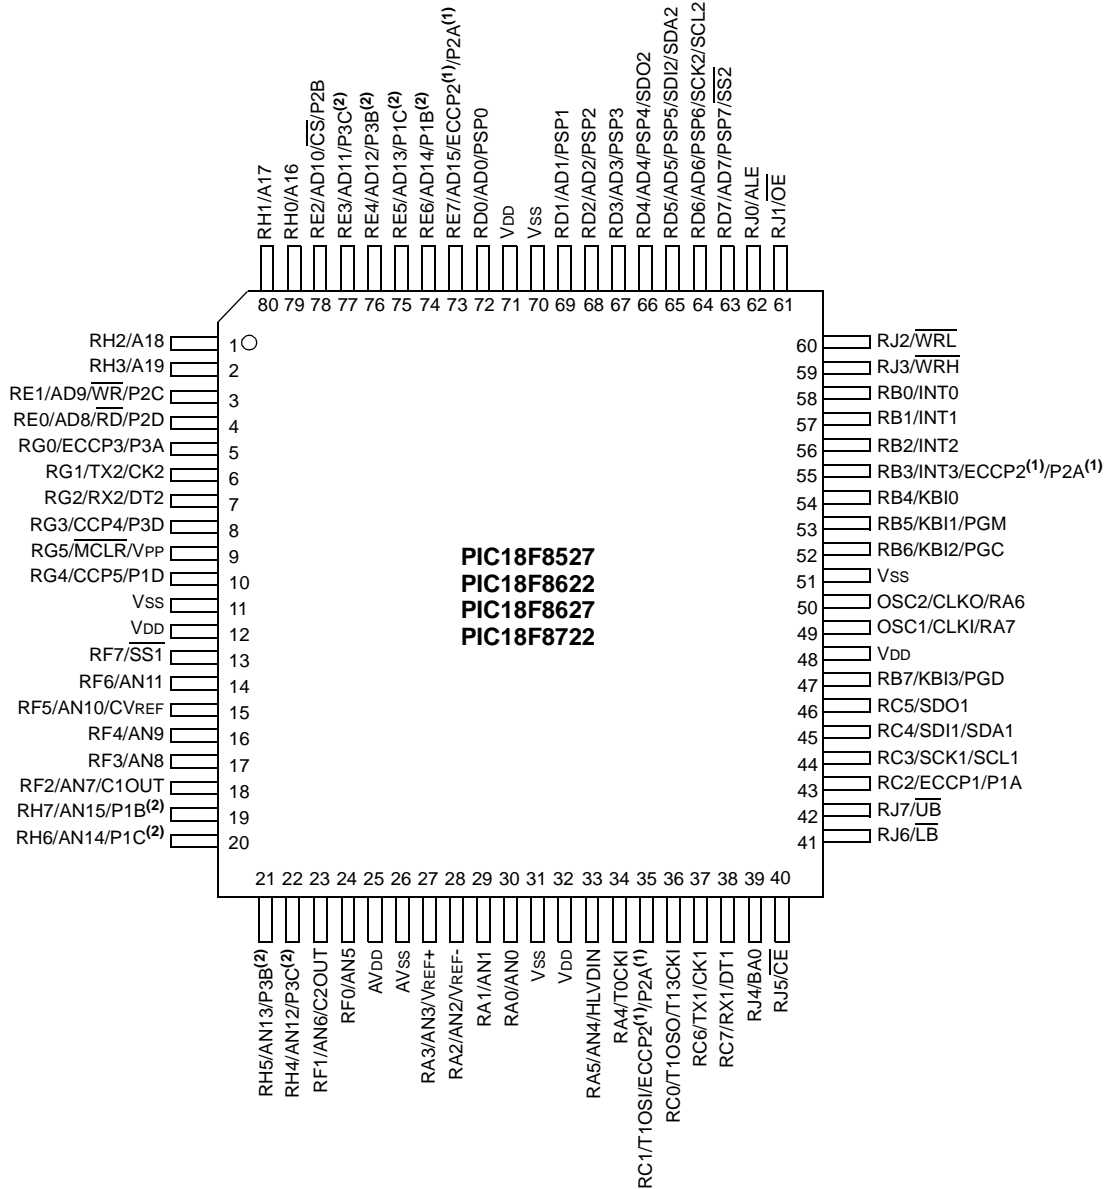 RH1/A17
RH0/A16
RE2/AD10/CS/P2B
RE3/AD11/P3C(2)
RE4/AD12/P3B(2)
RE5/AD13/P1C(2)
RE6/AD14/P1B(2)
RE7/AD15/ECCP2(1)/P2A(1)
RD0/AD0/PSP0
VDD
VSS
RD1/AD1/PSP1
RD2/AD2/PSP2
RD3/AD3/PSP3
RD4/AD4/PSP4/SDO2
RD5/AD5/PSP5/SDI2/SDA2
RD6/AD6/PSP6/SCK2/SCL2
RD7/AD7/PSP7/SS2
RJ0/ALE
RJ1/OE
80 79 78 77 76 75 74 73 72 71 70 69 68 67 66 65 64 63 62 61
RH2/A18 1
RH3/A19 2
RE1/AD9/WR/P2C 3
RE0/AD8/RD/P2D 4
RG0/ECCP3/P3A 5
RG1/TX2/CK2 6
RG2/RX2/DT2 7
RG3/CCP4/P3D 8
RG5/MCLR/VPP 9
RG4/CCP5/P1D 10
VSS 11
VDD 12
RF7/SS1 13
RF6/AN11 14
RF5/AN10/CVREF 15
RF4/AN9 16
RF3/AN8 17
RF2/AN7/C1OUT 18
RH7/AN15/P1B(2) 19
RH6/AN14/P1C(2) 20
PIC18F8527
PIC18F8622
PIC18F8627
PIC18F8722
60 RJ2/WRL
59 RJ3/WRH
58 RB0/INT0
57 RB1/INT1
56 RB2/INT2
55 RB3/INT3/ECCP2(1)/P2A(1)
54 RB4/KBI0
53 RB5/KBI1/PGM
52 RB6/KBI2/PGC
51 VSS
50 OSC2/CLKO/RA6
49 OSC1/CLKI/RA7
48 VDD
47 RB7/KBI3/PGD
46 RC5/SDO1
45 RC4/SDI1/SDA1
44 RC3/SCK1/SCL1
43 RC2/ECCP1/P1A
42 RJ7/UB
41 RJ6/LB
21 22 23 24 25 26 27 28 29 30 31 32 33 34 35 36 37 38 39 40
RH5/AN13/P3B(2)
RH4/AN12/P3C(2)
RF1/AN6/C2OUT
RF0/AN5
AVDD
AVSS
RA3/AN3/VREF+
RA2/AN2/VREF-
RA1/AN1
RA0/AN0
VSS
VDD
RA5/AN4/HLVDIN
RA4/T0CKI
RC1/T1OSI/ECCP2(1)/P2A(1)
RC0/T1OSO/T13CKI
RC6/TX1/CK1
RC7/RX1/DT1
RJ4/BA0
RJ5/CE